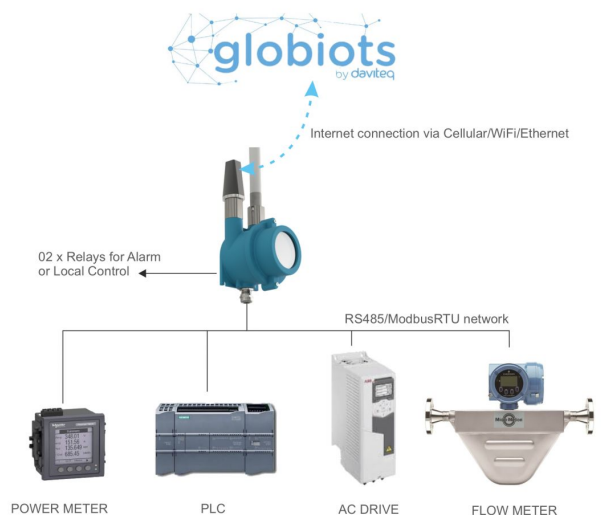 globiots
by daviteq
Internet connection via Cellular/WiFi/Ethernet
02 x Relays for Alarm
or Local Control
RS485/ModbusRTU network
POWER METER
PLC
AC DRIVE
FLOW METER